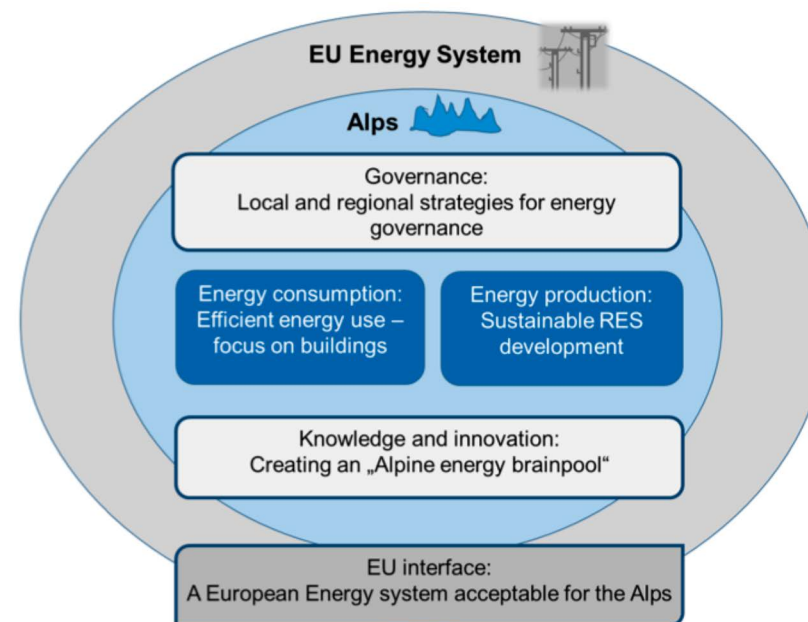 EU Energy System
Alps
Governance:
Local and regional strategies for energy
governance
Energy consumption:
Efficient energy use –
focus on buildings
Energy production:
Sustainable RES
development
Knowledge and innovation:
Creating an „Alpine energy brainpool“
EU interface:
A European Energy system acceptable for the Alps